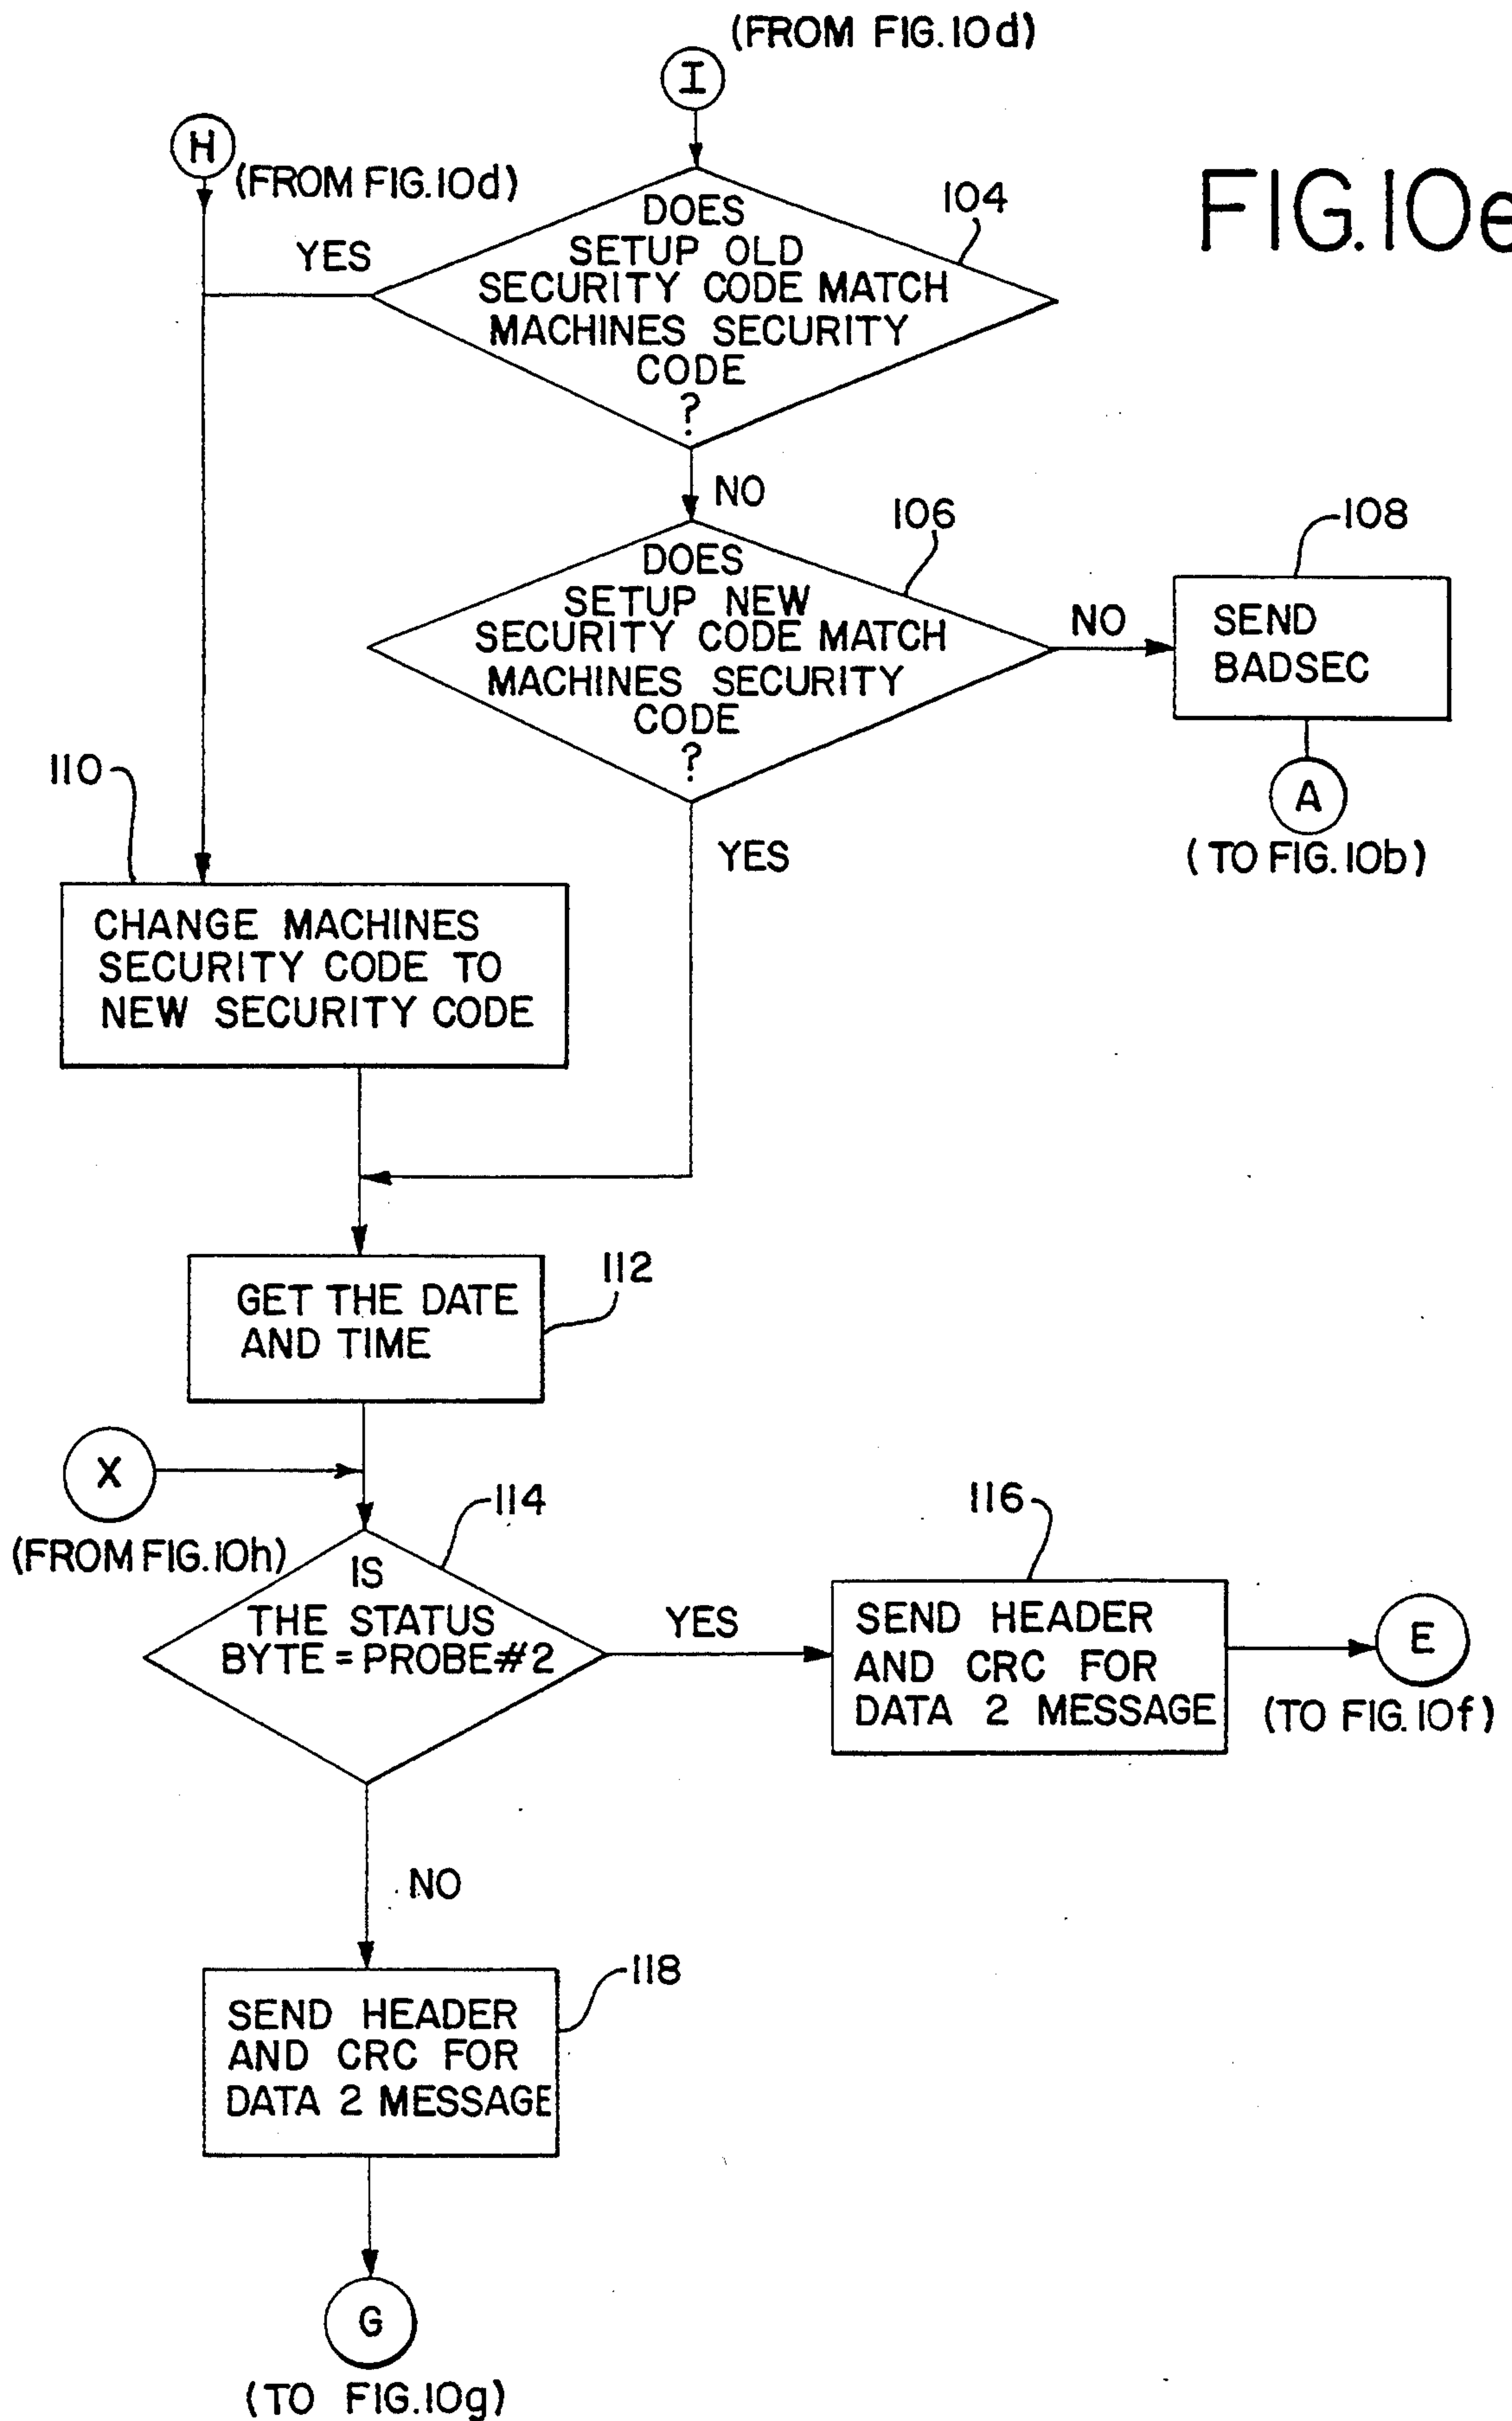 (FROM FIG.10d)
I
H
(FROM FIG.10d)
FIG.10e
104
DOES
SETUP OLD
SECURITY CODE MATCH
MACHINES SECURITY
CODE
?
YES
NO
106
DOES
SETUP NEW
SECURITY CODE MATCH
MACHINES SECURITY
CODE
?
NO
108
SEND
BADSEC
A
(TO FIG.10b)
YES
110
CHANGE MACHINES
SECURITY CODE TO
NEW SECURITY CODE
112
GET THE DATE
AND TIME
X
(FROM FIG.10h)
114
IS
THE STATUS
BYTE = PROBE#2
YES
116
SEND HEADER
AND CRC FOR
DATA 2 MESSAGE
E
(TO FIG.10f)
NO
118
SEND HEADER
AND CRC FOR
DATA 2 MESSAGE
G
(TO FIG.10g)